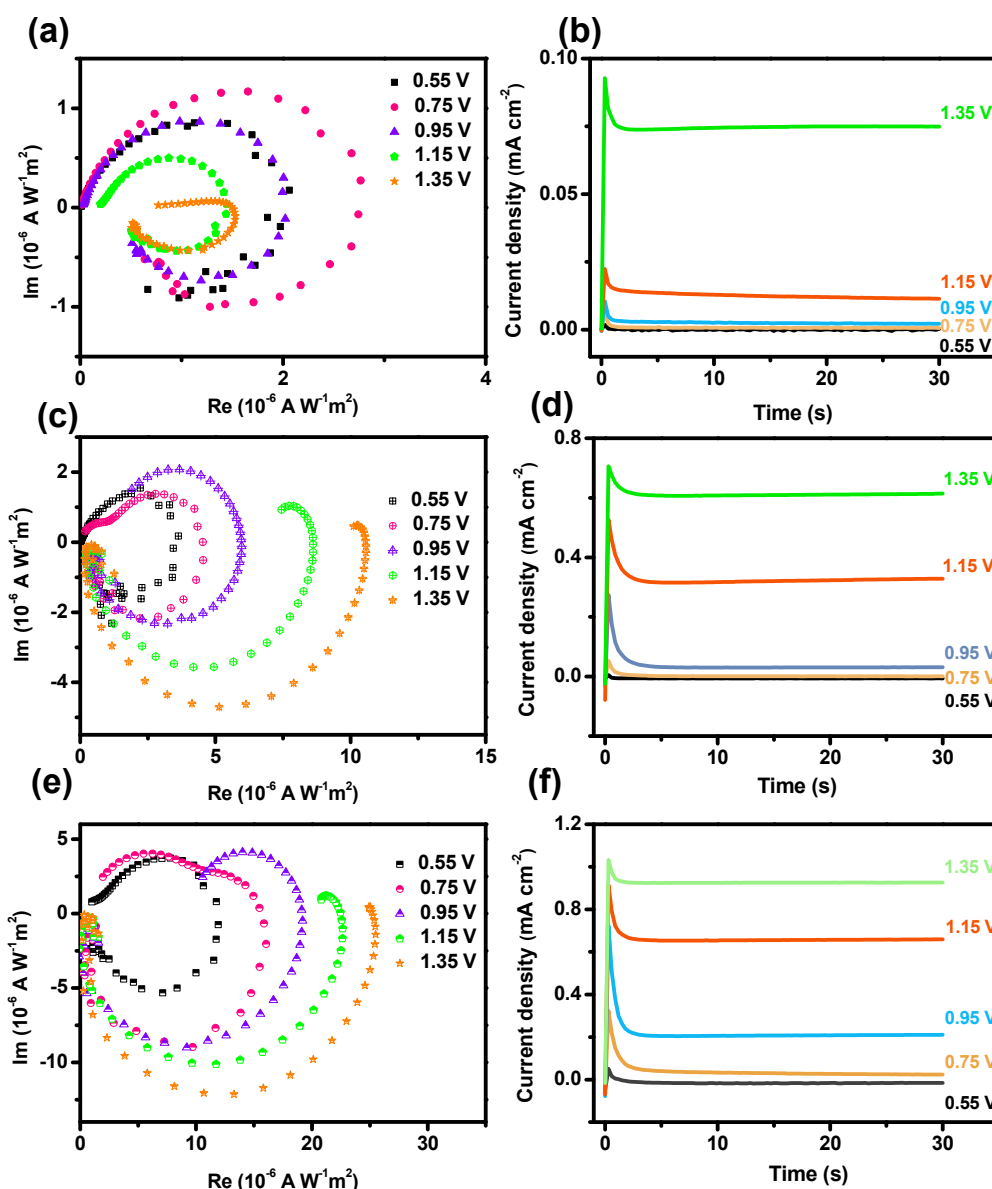 (a)
1
0
-1
0
2
4
Im (10⁻⁶ A W⁻¹m²)
Re (10⁻⁶ A W⁻¹m²)
0.55 V
0.75 V
0.95 V
1.15 V
1.35 V
(b)
0.10
0.05
0.00
0
10
20
30
Current density (mA cm⁻²)
Time (s)
1.35 V
1.15 V
0.95 V
0.75 V
0.55 V
(c)
2
0
-2
-4
0
5
10
15
Im (10⁻⁶ A W⁻¹m²)
Re (10⁻⁶ A W⁻¹m²)
0.55 V
0.75 V
0.95 V
1.15 V
1.35 V
(d)
0.8
0.4
0.0
0
10
20
30
Current density (mA cm⁻²)
Time (s)
1.35 V
1.15 V
0.95 V
0.75 V
0.55 V
(e)
5
0
-5
-10
0
10
20
30
Im (10⁻⁶ A W⁻¹m²)
Re (10⁻⁶ A W⁻¹m²)
0.55 V
0.75 V
0.95 V
1.15 V
1.35 V
(f)
1.2
0.8
0.4
0.0
0
10
20
30
Current density (mA cm⁻²)
Time (s)
1.35 V
1.15 V
0.95 V
0.75 V
0.55 V